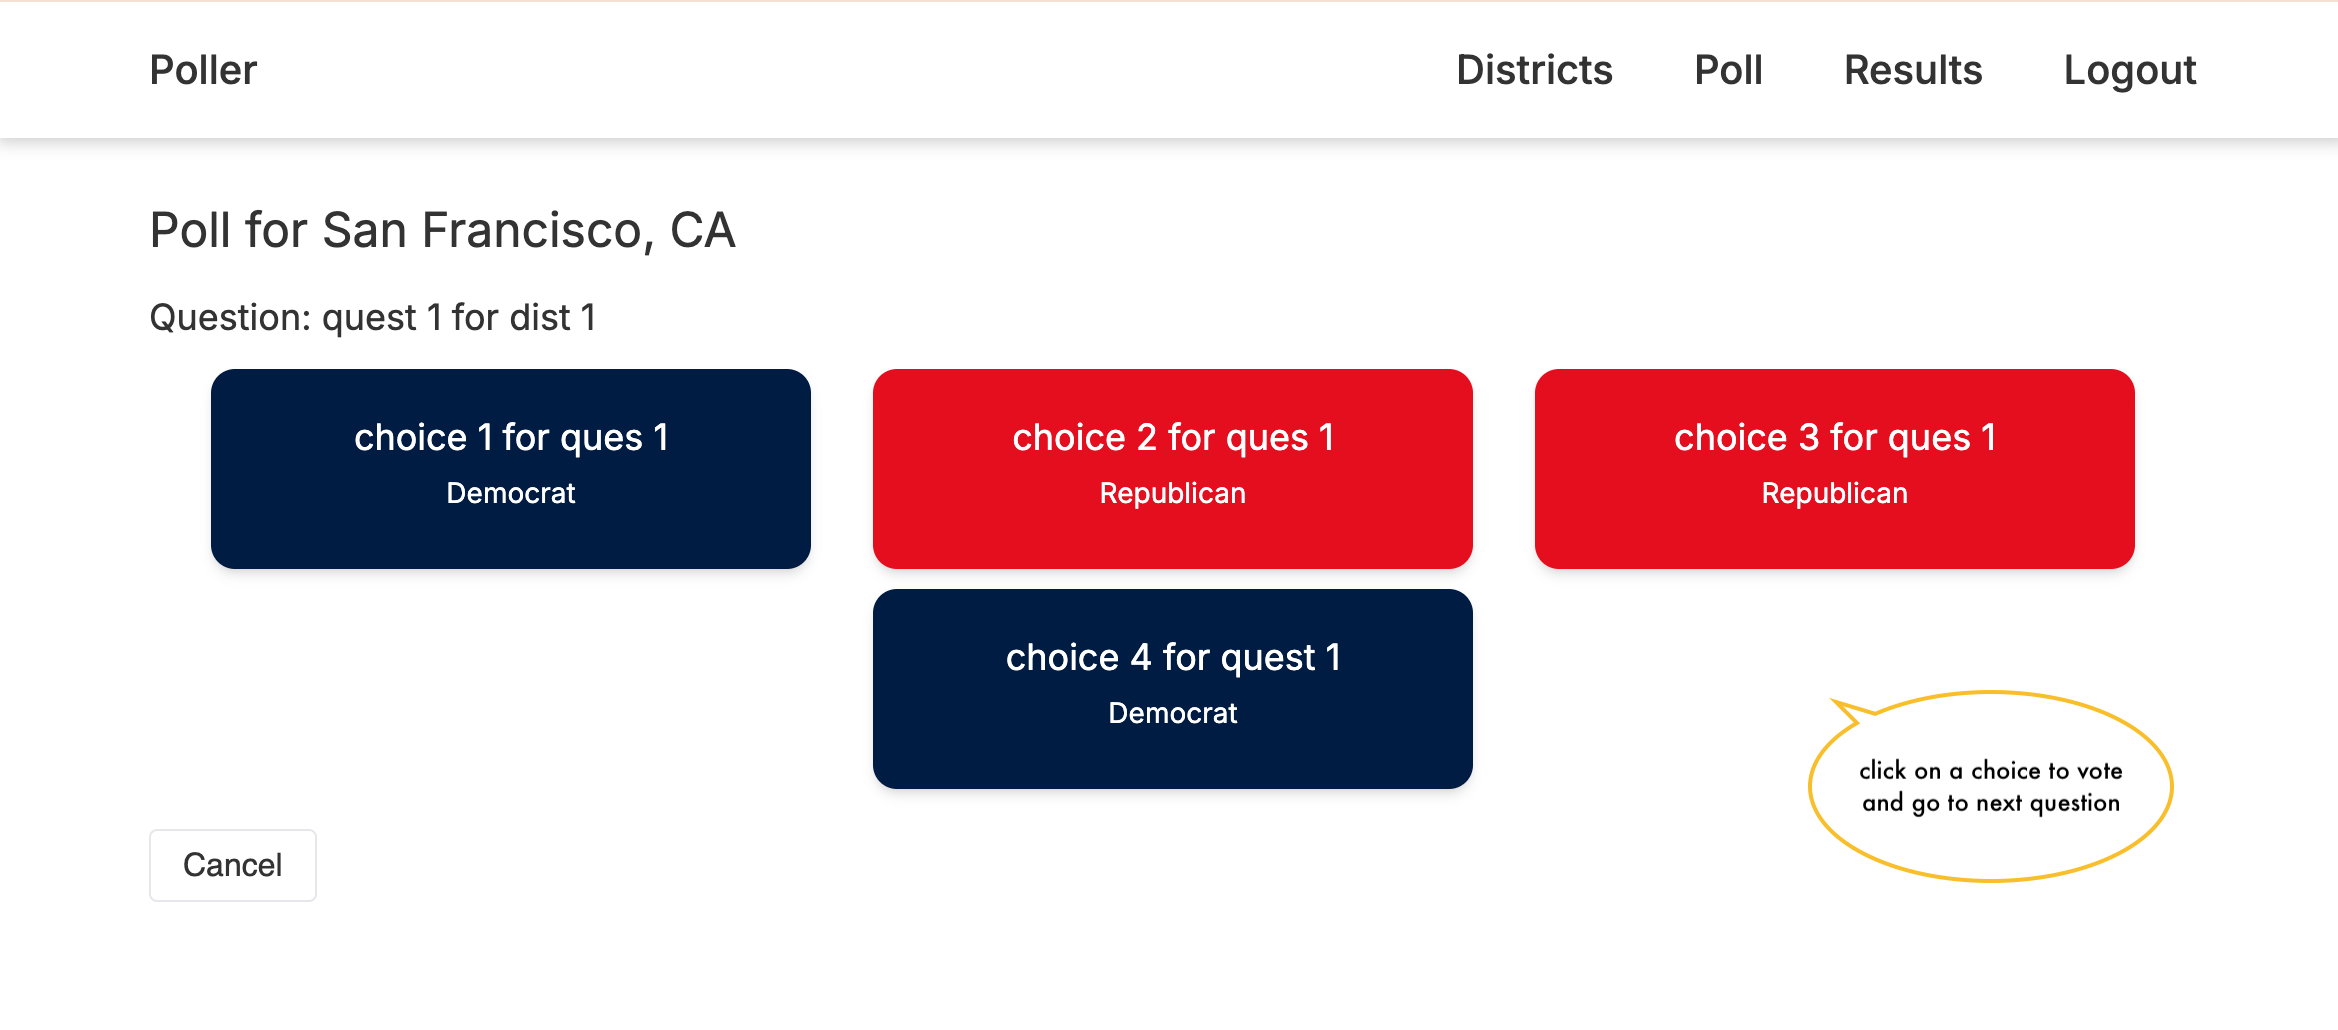 Poller
Districts
Poll
Results
Logout
Poll for San Francisco, CA
Question: quest 1 for dist 1
choice 1 for ques 1
Democrat
choice 2 for ques 1
Republican
choice 3 for ques 1
Republican
choice 4 for quest 1
Democrat
click on a choice to vote
and go to next question
Cancel